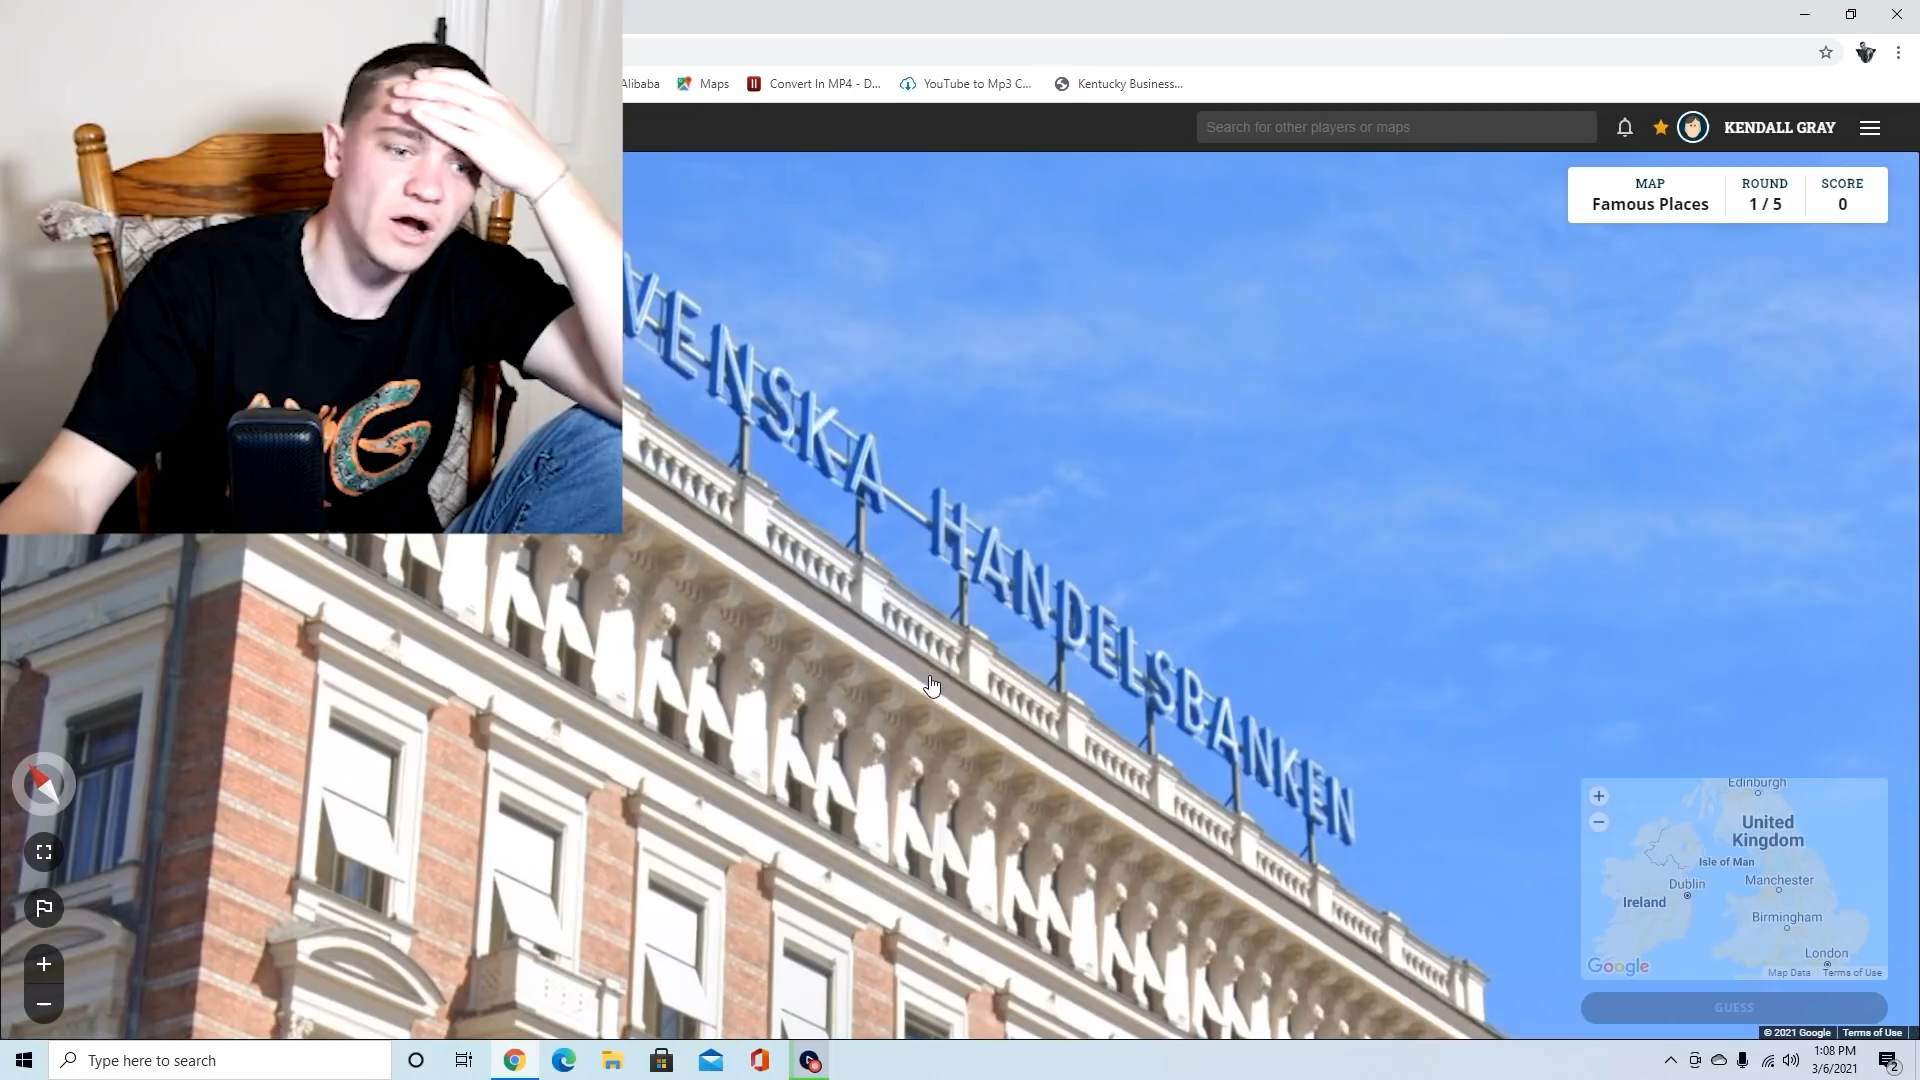 Alibaba
Maps
Convert In MP4 - D...
YouTube to Mp3 C...
Kentucky Business...
Search for other players or maps
KENDALL GRAY
MAP
Famous Places
ROUND
1 / 5
SCORE
0
VENSKA HANDELSBANKEN
G
Edinburgh
United
Kingdom
Isle of Man
Dublin
Manchester
Ireland
Birmingham
London
Google
Map Data
Terms of Use
GUESS
© 2021 Google
Terms of Use
Type here to search
1:08 PM
3/6/2021
2